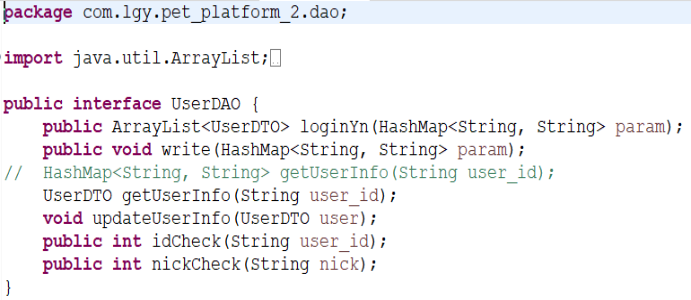 package com.lgy.pet_platform_2.dao;
import java.util.ArrayList;
public interface UserDAO {
public ArrayList<UserDTO> loginYn(HashMap<String, String> param);
public void write(HashMap<String, String> param);
// HashMap<String, String> getUserInfo(String user_id);
UserDTO getUserInfo(String user_id);
void updateUserInfo(UserDTO user);
public int idCheck(String user_id);
public int nickCheck(String nick);
}